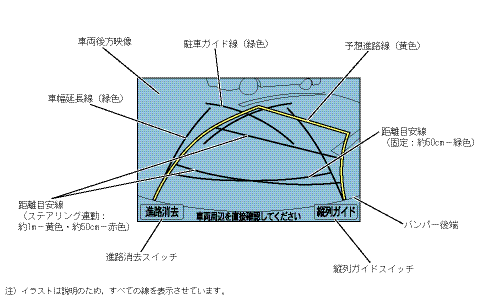 車両後方映像
駐車ガイド線（緑色）
予想進路線（黄色）
車幅延長線（緑色）
距離目安線
（固定：約50cm－緑色）
距離目安線
（ステアリング連動：
約1m－黄色・約50cm－赤色）
進路消去
車両周辺を直接確認してください
縦列ガイド
バンパー後端
進路消去スイッチ
縦列ガイドスイッチ
注）イラストは説明のため、すべての線を表示させています。